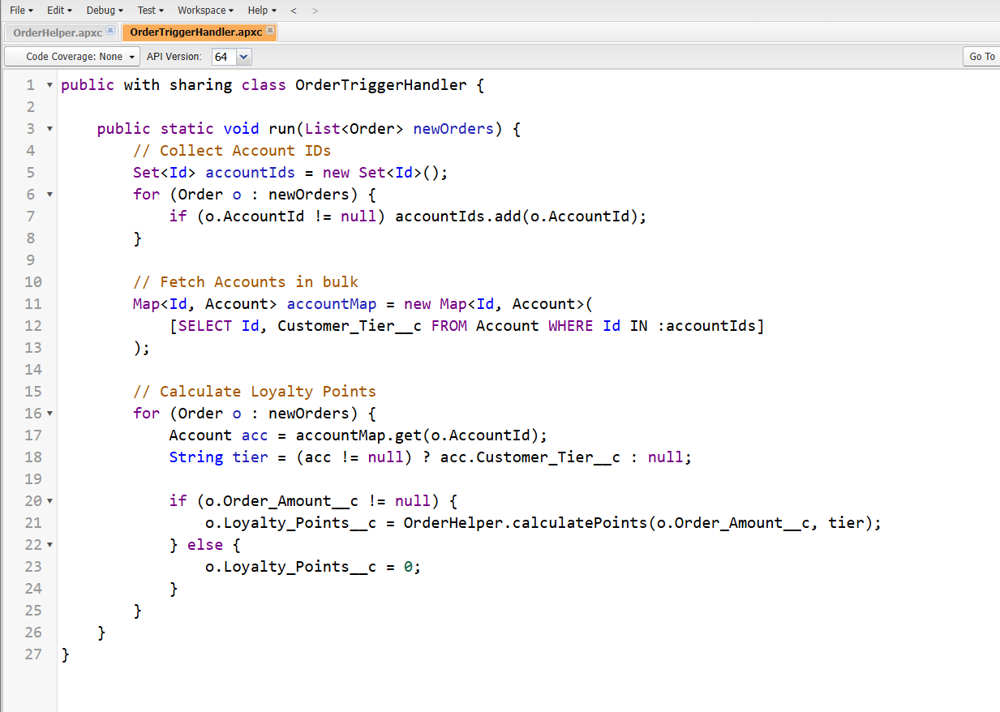 File Edit Debug Test Workspace Help < >
OrderHelper.apxc OrderTriggerHandler.apxc
Code Coverage: None API Version: 64 Go To
1 public with sharing class OrderTriggerHandler {
2
3     public static void run(List<Order> newOrders) {
4         // Collect Account IDs
5         Set<Id> accountIds = new Set<Id>();
6         for (Order o : newOrders) {
7             if (o.AccountId != null) accountIds.add(o.AccountId);
8         }
9
10         // Fetch Accounts in bulk
11         Map<Id, Account> accountMap = new Map<Id, Account>(
12             [SELECT Id, Customer_Tier__c FROM Account WHERE Id IN :accountIds]
13         );
14
15         // Calculate Loyalty Points
16         for (Order o : newOrders) {
17             Account acc = accountMap.get(o.AccountId);
18             String tier = (acc != null) ? acc.Customer_Tier__c : null;
19
20             if (o.Order_Amount__c != null) {
21                 o.Loyalty_Points__c = OrderHelper.calculatePoints(o.Order_Amount__c, tier);
22             } else {
23                 o.Loyalty_Points__c = 0;
24             }
25         }
26     }
27 }